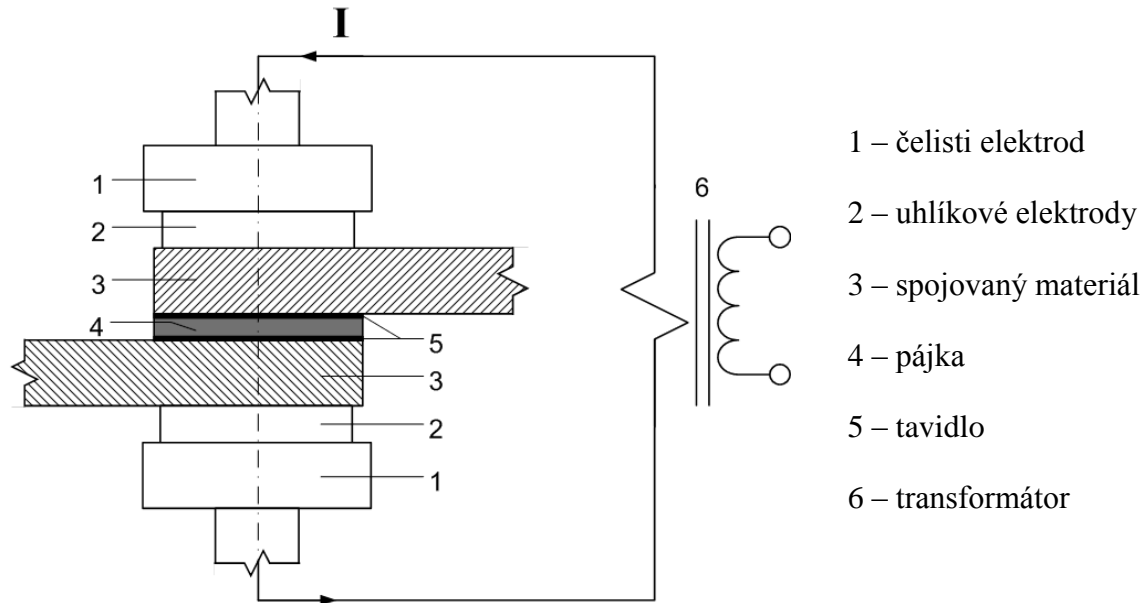 I
1
2
3
4
5
3
2
1
6
1 – čelisti elektrod
2 – uhlíkové elektrody
3 – spojovaný materiál
4 – pájka
5 – tavidlo
6 – transformátor